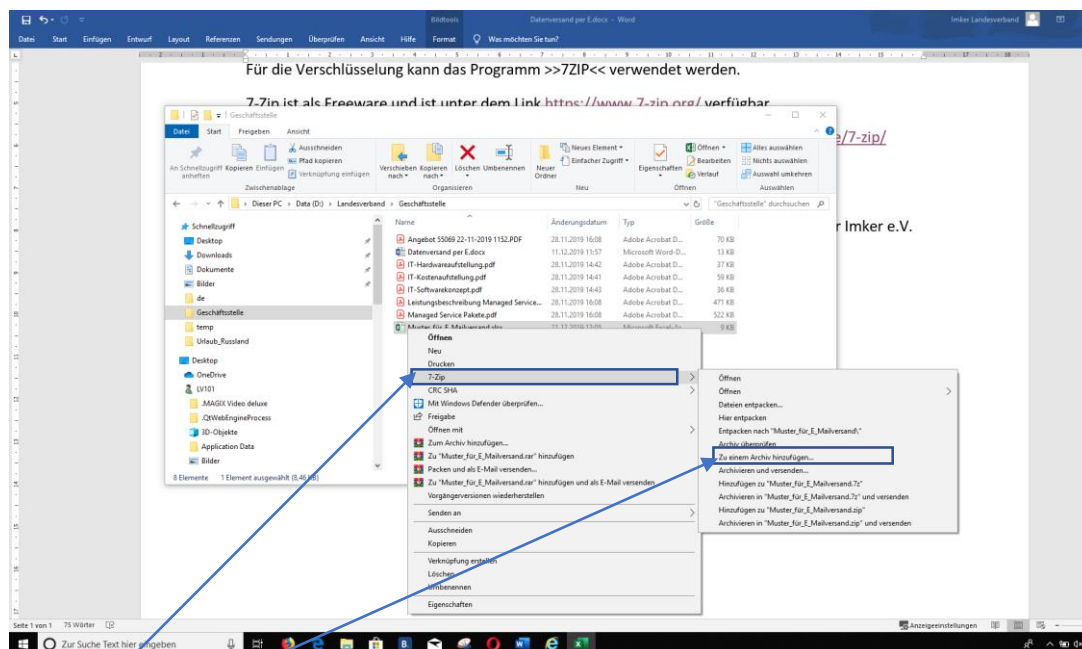 Bildtools
Datenversand per E.docx - Word
Imker Landesverband
Datei Start Einfügen Entwurf Layout Referenzen Sendungen Überprüfen Ansicht Hilfe Format Was möchten Sie tun?
Für die Verschlüsselung kann das Programm >>7ZIP<< verwendet werden.
7-Zip ist als Freeware und ist unter dem Link https://www.7-zip.org/ verfügbar
e/7-zip/
r Imker e.V.
Geschäftsstelle
Datei Start Freigeben Ansicht
An Schnellzugriff anheften
Kopieren
Einfügen
Ausschneiden
Pfad kopieren
Verknüpfung einfügen
Zwischenablage
Verschieben nach
Kopieren nach
Löschen
Umbenennen
Organisieren
Neuer Ordner
Neues Element
Einfacher Zugriff
Neu
Eigenschaften
Öffnen
Bearbeiten
Verlauf
Öffnen
Alles auswählen
Nichts auswählen
Auswahl umkehren
Auswählen
Dieser PC > Data (D:) > Landesverband > Geschäftsstelle
"Geschäftsstelle" durchsuchen
Schnellzugriff
Desktop
Downloads
Dokumente
Bilder
de
Geschäftsstelle
temp
Urlaub_Russland
Desktop
OneDrive
LV101
.MAGIX Video deluxe
.QtWebEngineProcess
3D-Objekte
Application Data
Bilder
Name Änderungsdatum Typ Größe
Angebot 55069 22-11-2019 1152.PDF 28.11.2019 16:08 Adobe Acrobat D... 70 KB
Datenversand per E.docx 11.12.2019 11:57 Microsoft Word-D... 13 KB
IT-Hardwareaufstellung.pdf 28.11.2019 14:42 Adobe Acrobat D... 37 KB
IT-Kostenaufstellung.pdf 28.11.2019 14:41 Adobe Acrobat D... 59 KB
IT-Softwarekonzept.pdf 28.11.2019 14:43 Adobe Acrobat D... 36 KB
Leistungsbeschreibung Managed Service... 28.11.2019 16:08 Adobe Acrobat D... 471 KB
Managed Service Pakete.pdf 28.11.2019 16:08 Adobe Acrobat D... 522 KB
Muster_für_E_Mailversand.xlsx 11.12.2019 12:05 Microsoft Excel-Ar... 9 KB
8 Elemente 1 Element ausgewählt (8,46 KB)
Öffnen
Neu
Drucken
7-Zip
CRC SHA
Mit Windows Defender überprüfen...
Freigabe
Öffnen mit
Zum Archiv hinzufügen...
Zu "Muster_für_E_Mailversand.rar" hinzufügen
Packen und als E-Mail versenden...
Zu "Muster_für_E_Mailversand.rar" hinzufügen und als E-Mail versenden
Vorgängerversionen wiederherstellen
Senden an
Ausschneiden
Kopieren
Verknüpfung erstellen
Löschen
Umbenennen
Eigenschaften
Öffnen
Öffnen
Dateien entpacken...
Hier entpacken
Entpacken nach "Muster_für_E_Mailversand\"
Archiv überprüfen
Zu einem Archiv hinzufügen...
Archivieren und versenden...
Hinzufügen zu "Muster_für_E_Mailversand.7z"
Archivieren in "Muster_für_E_Mailversand.7z" und versenden
Hinzufügen zu "Muster_für_E_Mailversand.zip"
Archivieren in "Muster_für_E_Mailversand.zip" und versenden
Seite 1 von 1 75 Wörter
Anzeigeeinstellungen
Zur Suche Text hier eingeben